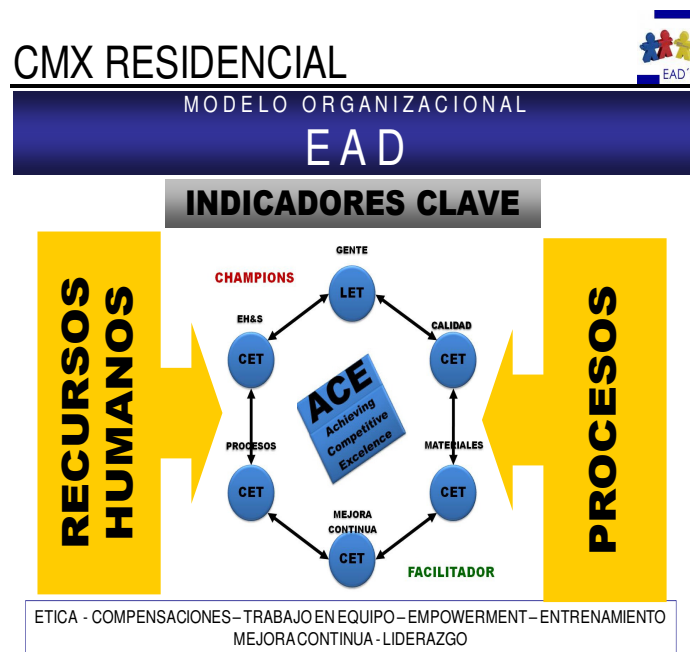 CMX RESIDENCIAL
EAD´
MODELO ORGANIZACIONAL
EAD
INDICADORES CLAVE
RECURSOS
HUMANOS
GENTE
CHAMPIONS
LET
EH&S
CALIDAD
CET
CET
ACE
Achieving
Competitive
Excelence
PROCESOS
MATERIALES
CET
CET
MEJORA
CONTINUA
CET
FACILITADOR
PROCESOS
ETICA - COMPENSACIONES – TRABAJO EN EQUIPO – EMPOWERMENT – ENTRENAMIENTO
MEJORA CONTINUA - LIDERAZGO